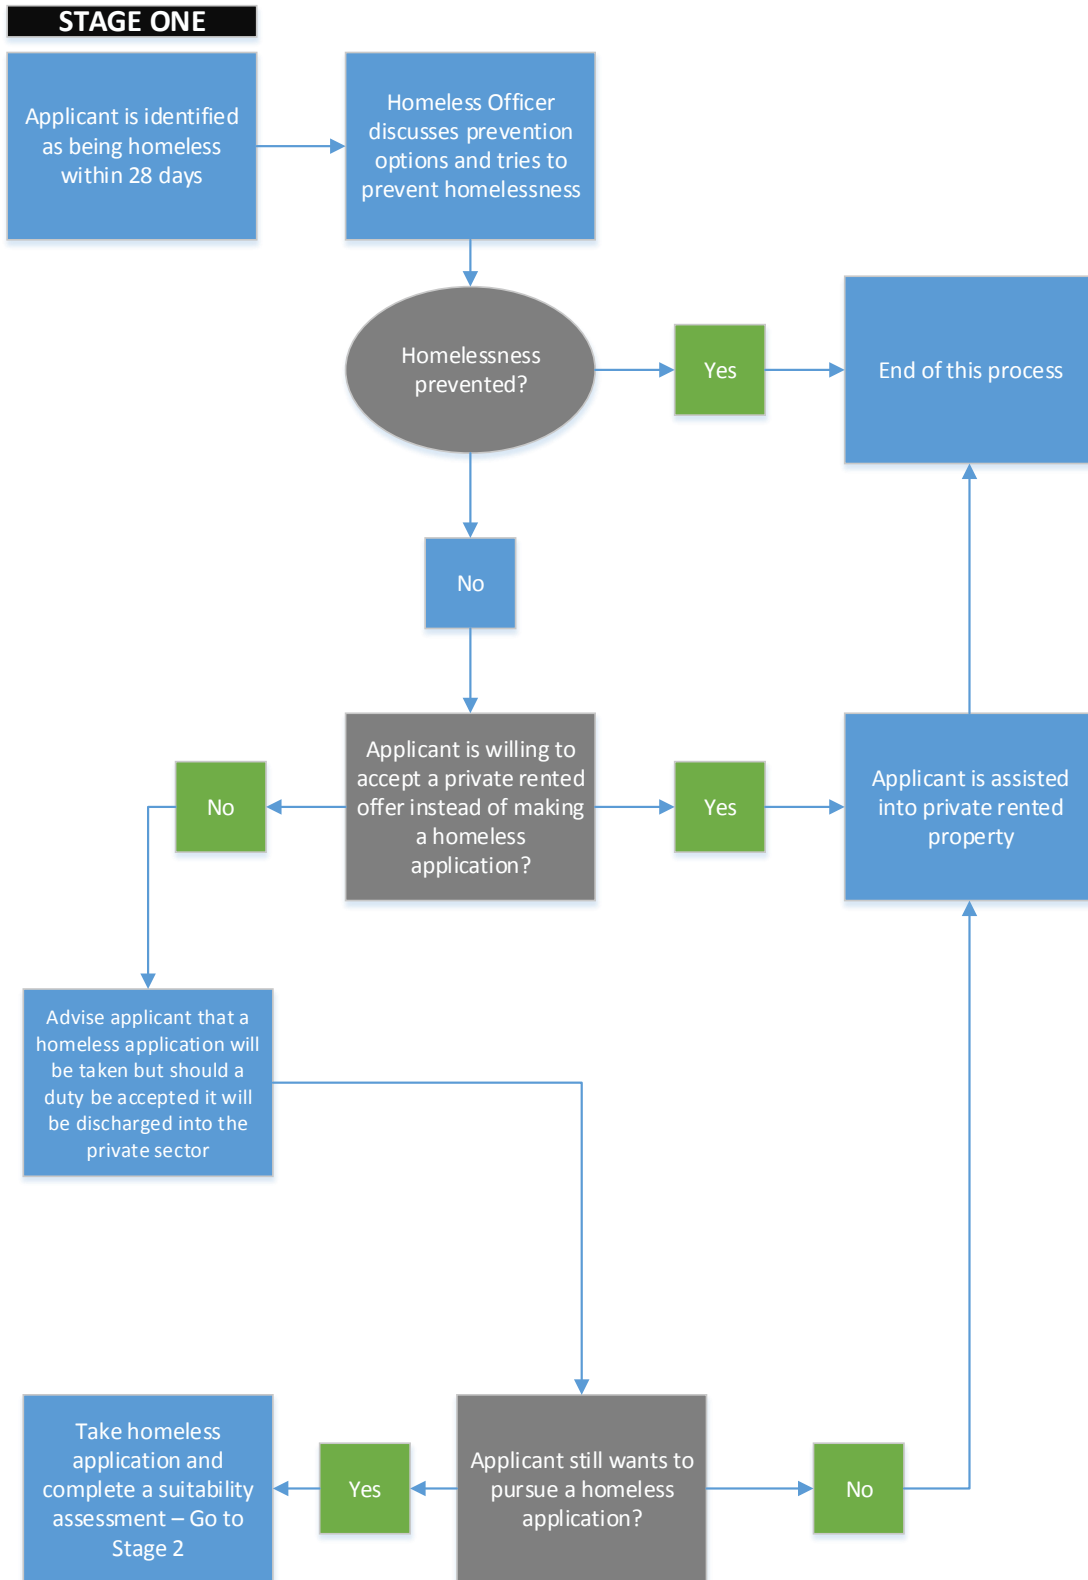 STAGE ONE
Applicant is identified
as being homeless
within 28 days
Homeless Officer
discusses prevention
options and tries to
prevent homelessness
Homelessness
prevented?
Yes
End of this process
No
Applicant is willing to
accept a private rented
offer instead of making
a homeless
application?
No
Yes
Applicant is assisted
into private rented
property
Advise applicant that a
homeless application will
be taken but should a
duty be accepted it will
be discharged into the
private sector
Take homeless
application and
complete a suitability
assessment – Go to
Stage 2
Yes
Applicant still wants to
pursue a homeless
application?
No